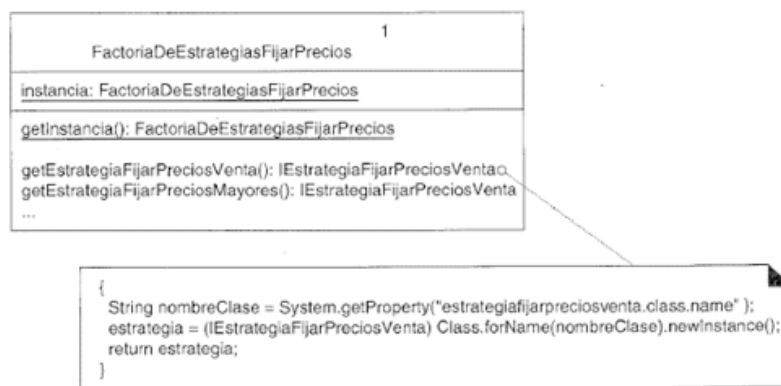 1
FactoriaDeEstrategiasFijarPrecios
instancia: FactoriaDeEstrategiasFijarPrecios
getInstancia(): FactoriaDeEstrategiasFijarPrecios
getEstrategiaFijarPreciosVenta(): IEstrategiaFijarPreciosVenta
getEstrategiaFijarPreciosMayores(): IEstrategiaFijarPreciosVenta
...
{
String nombreClase = System.getProperty("estrategiafijarpreciosventa.class.name" );
estrategia = (IEstrategiaFijarPreciosVenta) Class.forName(nombreClase).newInstance();
return estrategia;
}